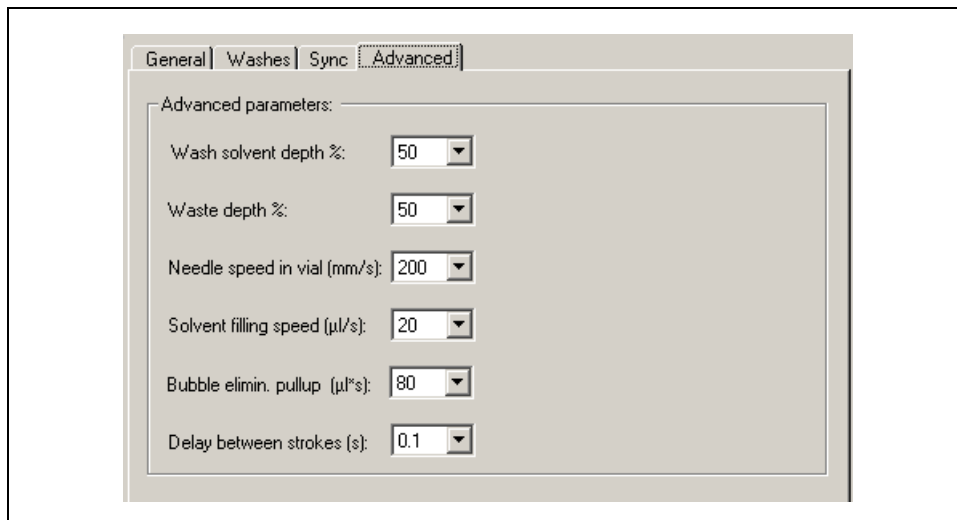 General Washes Sync Advanced
Advanced parameters:
Wash solvent depth %: 50
Waste depth %: 50
Needle speed in vial (mm/s): 200
Solvent filling speed (µl/s): 20
Bubble elimin. pullup (µl*s): 80
Delay between strokes (s): 0.1